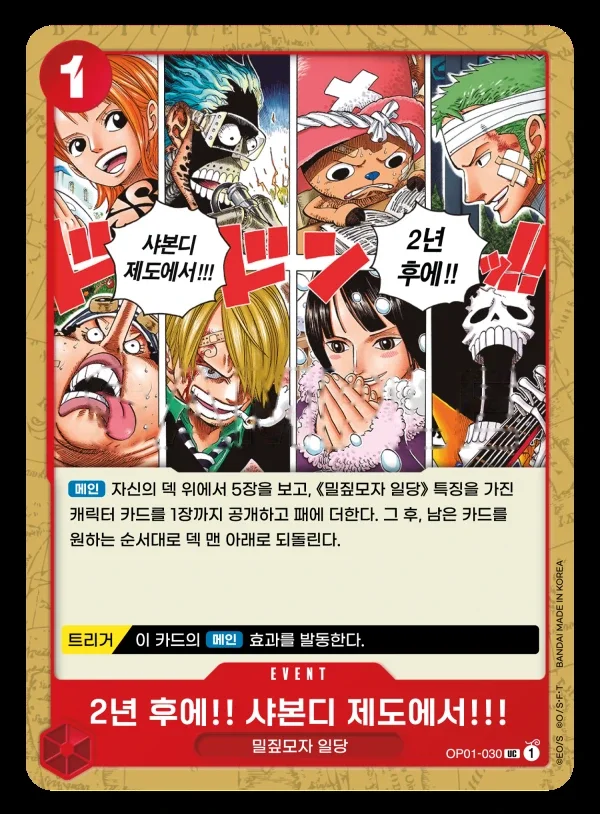 1
샤본디
제도에서!!!
2년
후에!!
ドドンッ!!
메인 자신의 덱 위에서 5장을 보고, 《밀짚모자 일당》 특징을 가진
캐릭터 카드를 1장까지 공개하고 패에 더한다. 그 후, 남은 카드를
원하는 순서대로 덱 맨 아래로 되돌린다.
트리거 이 카드의 메인 효과를 발동한다.
EVENT
2년 후에!! 샤본디 제도에서!!!
밀짚모자 일당
OP01-030 UC 1
©EO/S ©O/S·F·T BANDAI MADE IN KOREA